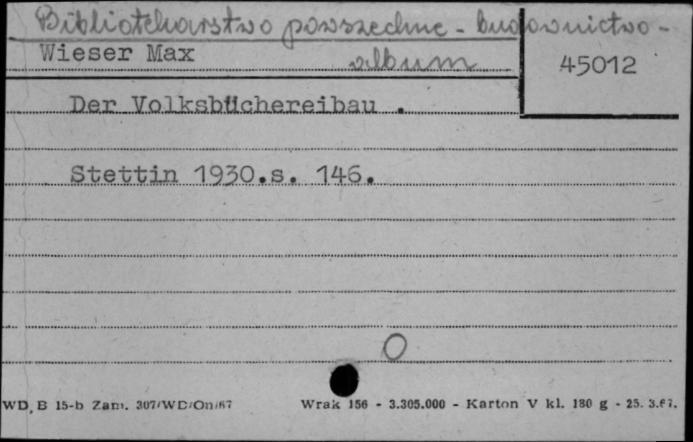 Bibliotekarstwo powszechne - budownictwo -
album
Wieser Max
45012
Der Volksbüchereibau .
Stettin 1930.s. 146.
WD, B 15-b Zam. 307/WD/On/67
Wrak 156 - 3.305.000 - Karton V kl. 180 g - 25. 3.67.